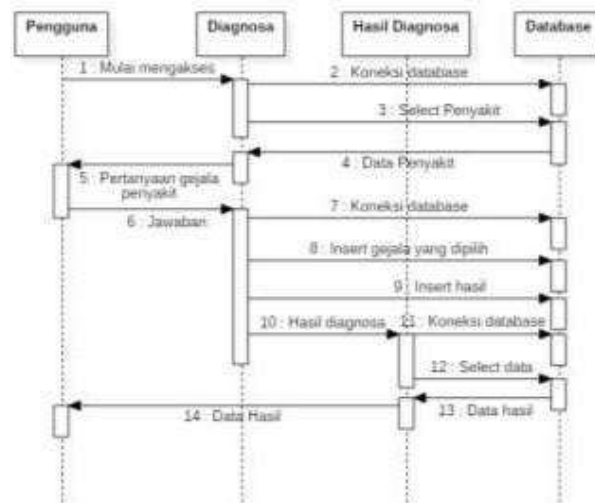 Pengguna
Diagnosa
Hasil Diagnosa
Database
1 : Mulai mengakses
2 : Koneksi database
3 : Select Penyakit
4 : Data Penyakit
5 : Pertanyaan gejala
penyakit
6 : Jawaban
7 : Koneksi database
8 : Insert gejala yang dipilih
9 : Insert hasil
10 : Hasil diagnosa
11 : Koneksi database
12 : Select data
13 : Data hasil
14 : Data Hasil